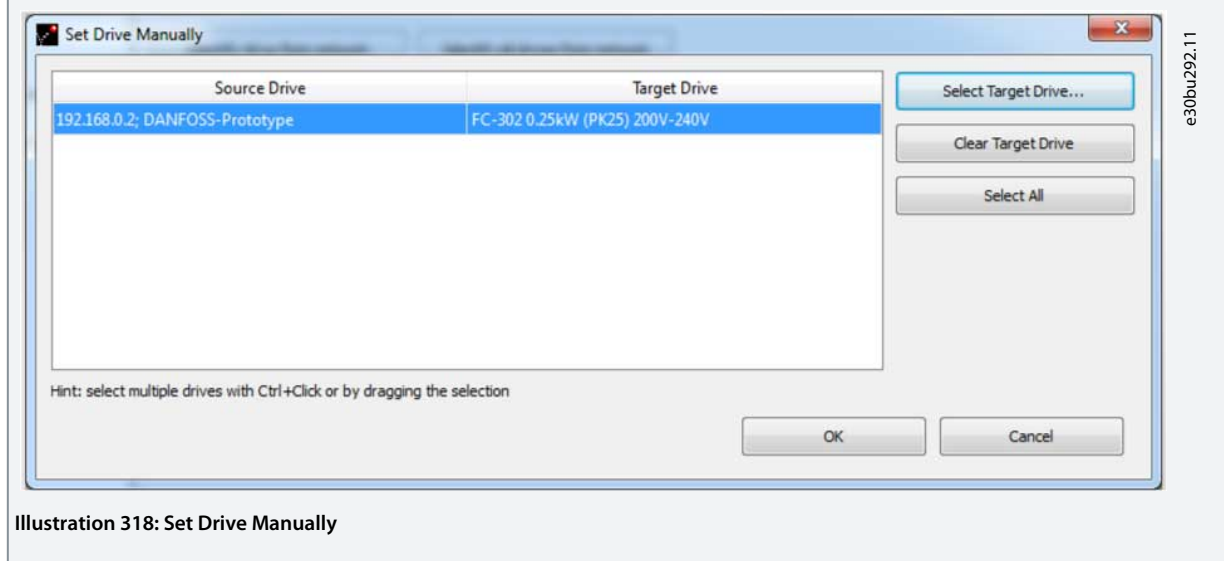 Set Drive Manually
Source Drive
Target Drive
Select Target Drive...
192.168.0.2; DANFOSS-Prototype
FC-302 0.25kW (PK25) 200V-240V
Clear Target Drive
Select All
Hint: select multiple drives with Ctrl+Click or by dragging the selection
OK
Cancel
e30bu292.11
Illustration 318: Set Drive Manually